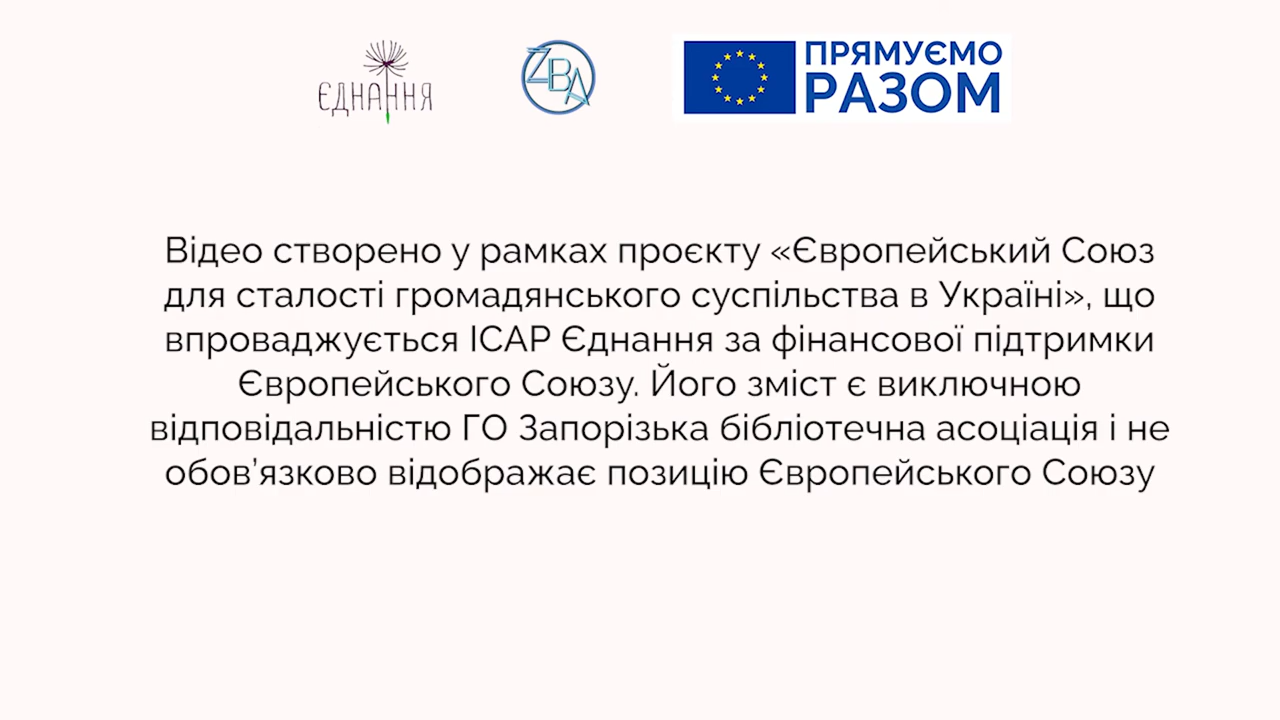 ЄДНАННЯ
ZBA
ПРЯМУЄМО
РАЗОМ
Відео створено у рамках проєкту «Європейський Союз
для сталості громадянського суспільства в Україні», що
впроваджується ІСАР Єднання за фінансової підтримки
Європейського Союзу. Його зміст є виключною
відповідальністю ГО Запорізька бібліотечна асоціація і не
обов’язково відображає позицію Європейського Союзу